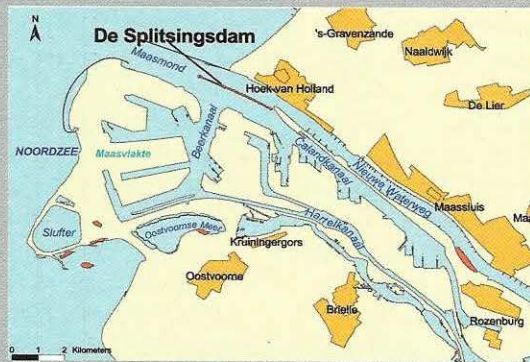 N
De Splitsingsdam
's-Gravenzande
Naaldwijk
Maasmond
Hoek van Holland
De Lier
NOORDZEE
Maasvlakte
Beerkanaal
Calandkanaal
Nieuwe Waterweg
Maassluis
Maa
Slufter
Oostvoornse Meer
Kruiningergors
Hartelkanaal
Oostvoorne
Brielle
Rozenburg
0 1 2 Kilometers